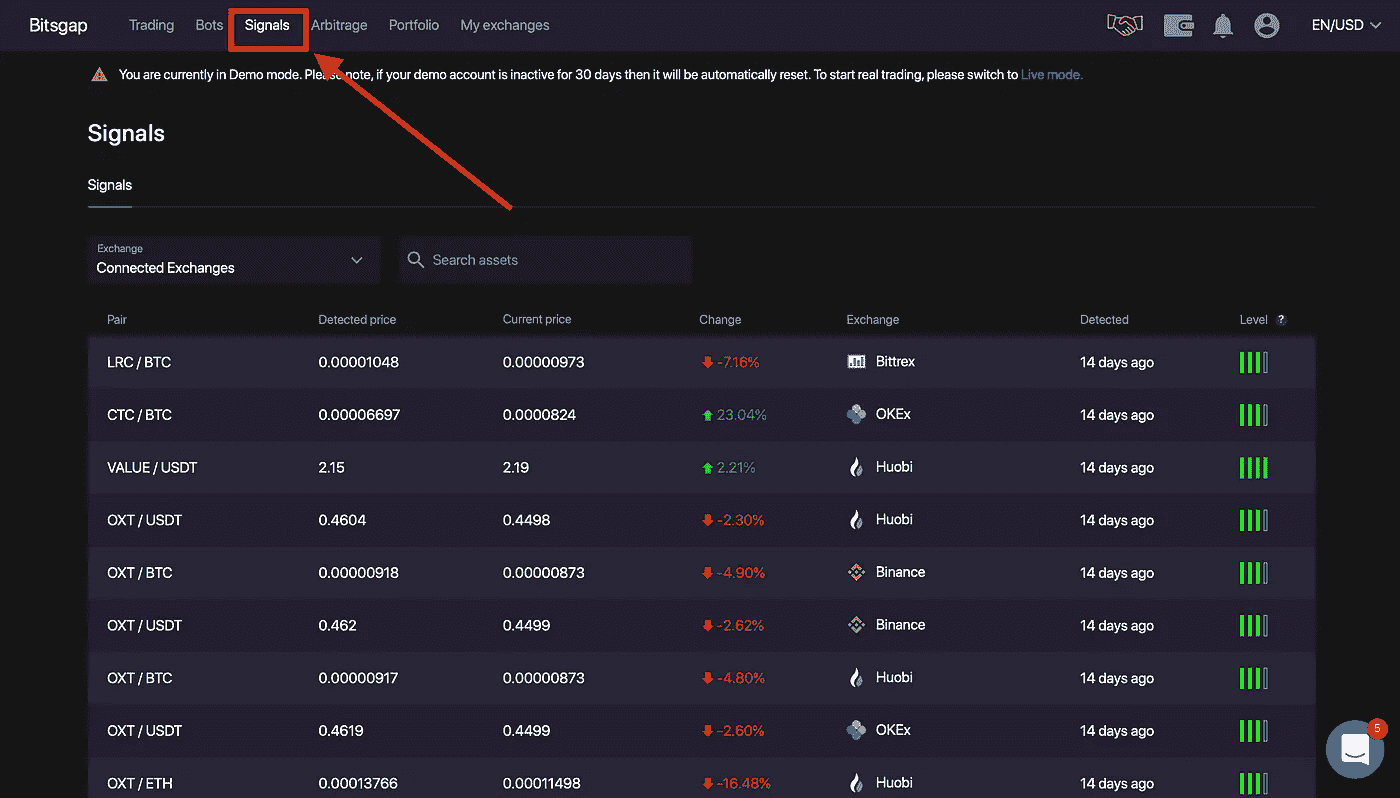 Bitsgap Trading Bots Signals Arbitrage Portfolio My exchanges EN/USD
You are currently in Demo mode. Please note, if your demo account is inactive for 30 days then it will be automatically reset. To start real trading, please switch to Live mode.
Signals
Signals
Exchange
Connected Exchanges
Search assets
Pair Detected price Current price Change Exchange Detected Level ?
LRC / BTC 0.00001048 0.00000973 -7.16% Bittrex 14 days ago
CTC / BTC 0.00006697 0.0000824 23.04% OKEx 14 days ago
VALUE / USDT 2.15 2.19 2.21% Huobi 14 days ago
OXT / USDT 0.4604 0.4498 -2.30% Huobi 14 days ago
OXT / BTC 0.00000918 0.00000873 -4.90% Binance 14 days ago
OXT / USDT 0.462 0.4499 -2.62% Binance 14 days ago
OXT / BTC 0.00000917 0.00000873 -4.80% Huobi 14 days ago
OXT / USDT 0.4619 0.4499 -2.60% OKEx 14 days ago
5
OXT / ETH 0.00013766 0.00011498 -16.48% Huobi 14 days ago